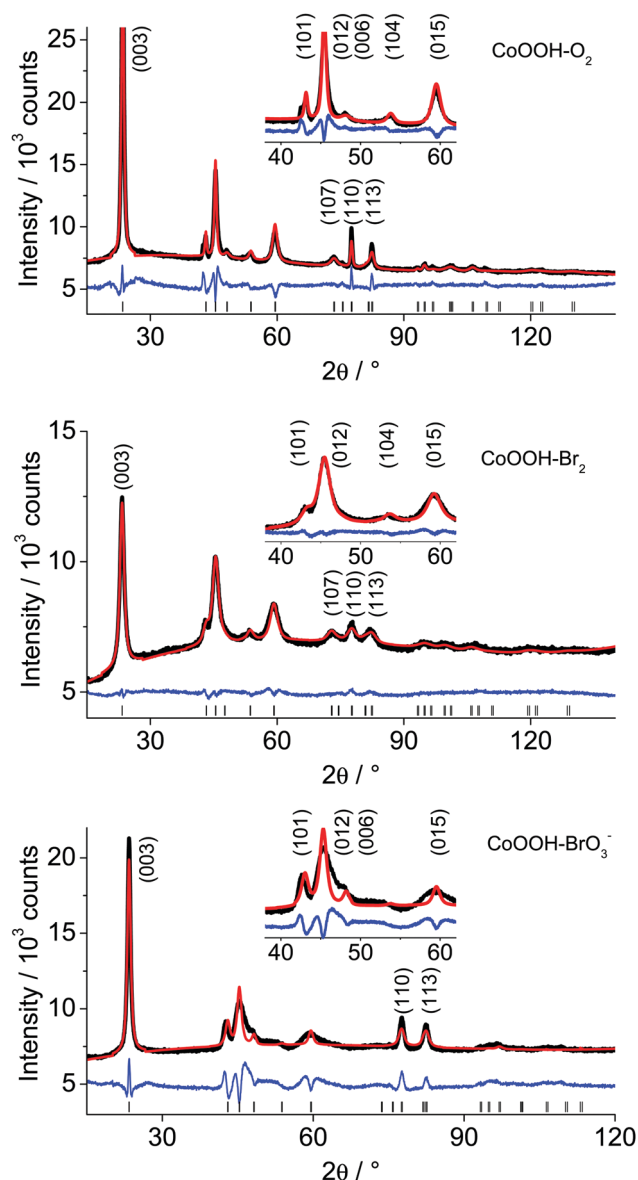 CoOOH-O₂
(101) (012) (006) (104) (015)
(003)
40 50 60
(107) (110) (113)
25
20
15
10
5
Intensity / 10³ counts
30 60 90 120
2θ / °
CoOOH-Br₂
(101) (012) (104) (015)
(003)
40 50 60
(107) (110) (113)
15
10
5
Intensity / 10³ counts
30 60 90 120
2θ / °
CoOOH-BrO₃⁻
(101) (012) (006) (015)
(003)
40 50 60
(110) (113)
20
15
10
5
Intensity / 10³ counts
30 60 90 120
2θ / °